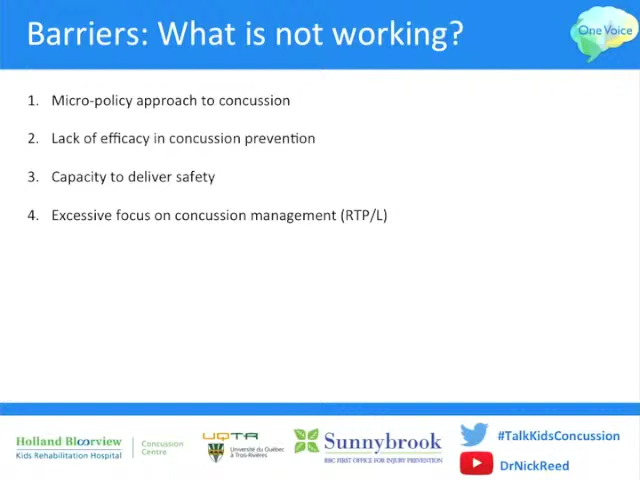 Barriers: What is not working?
One Voice
1. Micro-policy approach to concussion
2. Lack of efficacy in concussion prevention
3. Capacity to deliver safety
4. Excessive focus on concussion management (RTP/L)
Holland Bloorview
Kids Rehabilitation Hospital
Concussion
Centre
UQTR
Université du Québec
à Trois-Rivières
Sunnybrook
RBC FIRST OFFICE FOR INJURY PREVENTION
#TalkKidsConcussion
DrNickReed